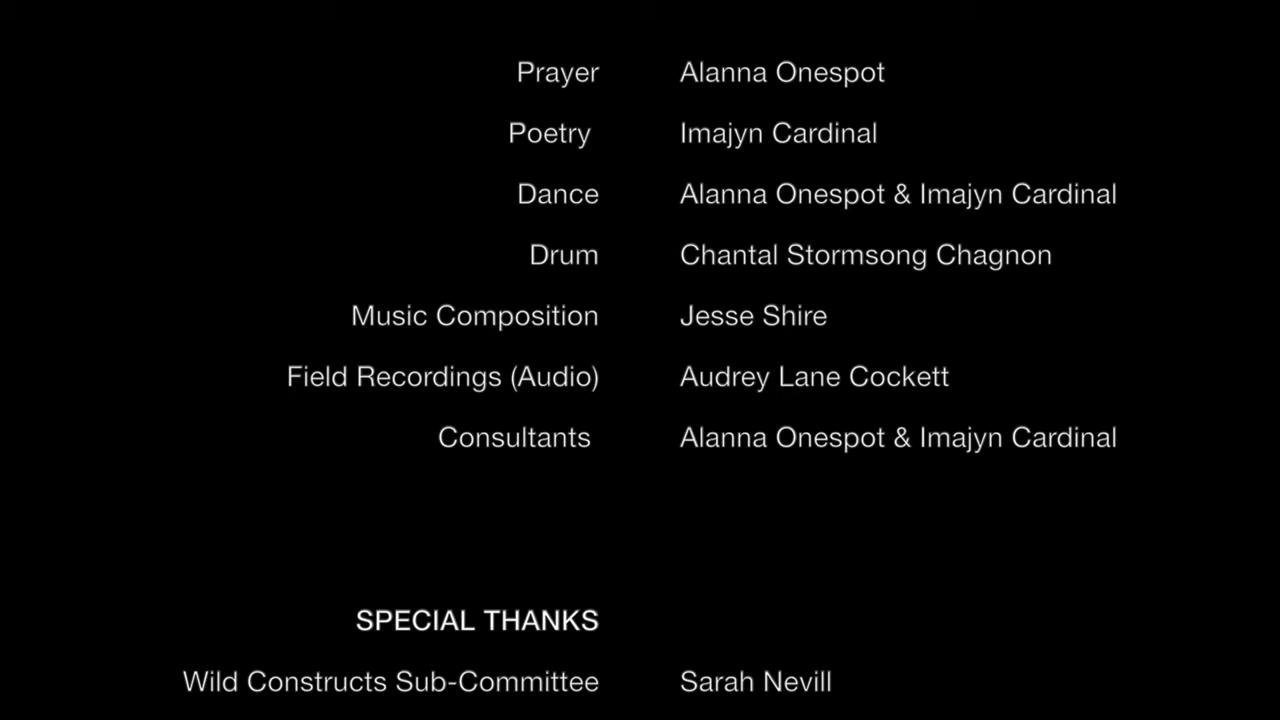 Prayer Alanna Onespot
Poetry Imajyn Cardinal
Dance Alanna Onespot & Imajyn Cardinal
Drum Chantal Stormsong Chagnon
Music Composition Jesse Shire
Field Recordings (Audio) Audrey Lane Cockett
Consultants Alanna Onespot & Imajyn Cardinal
SPECIAL THANKS
Wild Constructs Sub-Committee Sarah Nevill